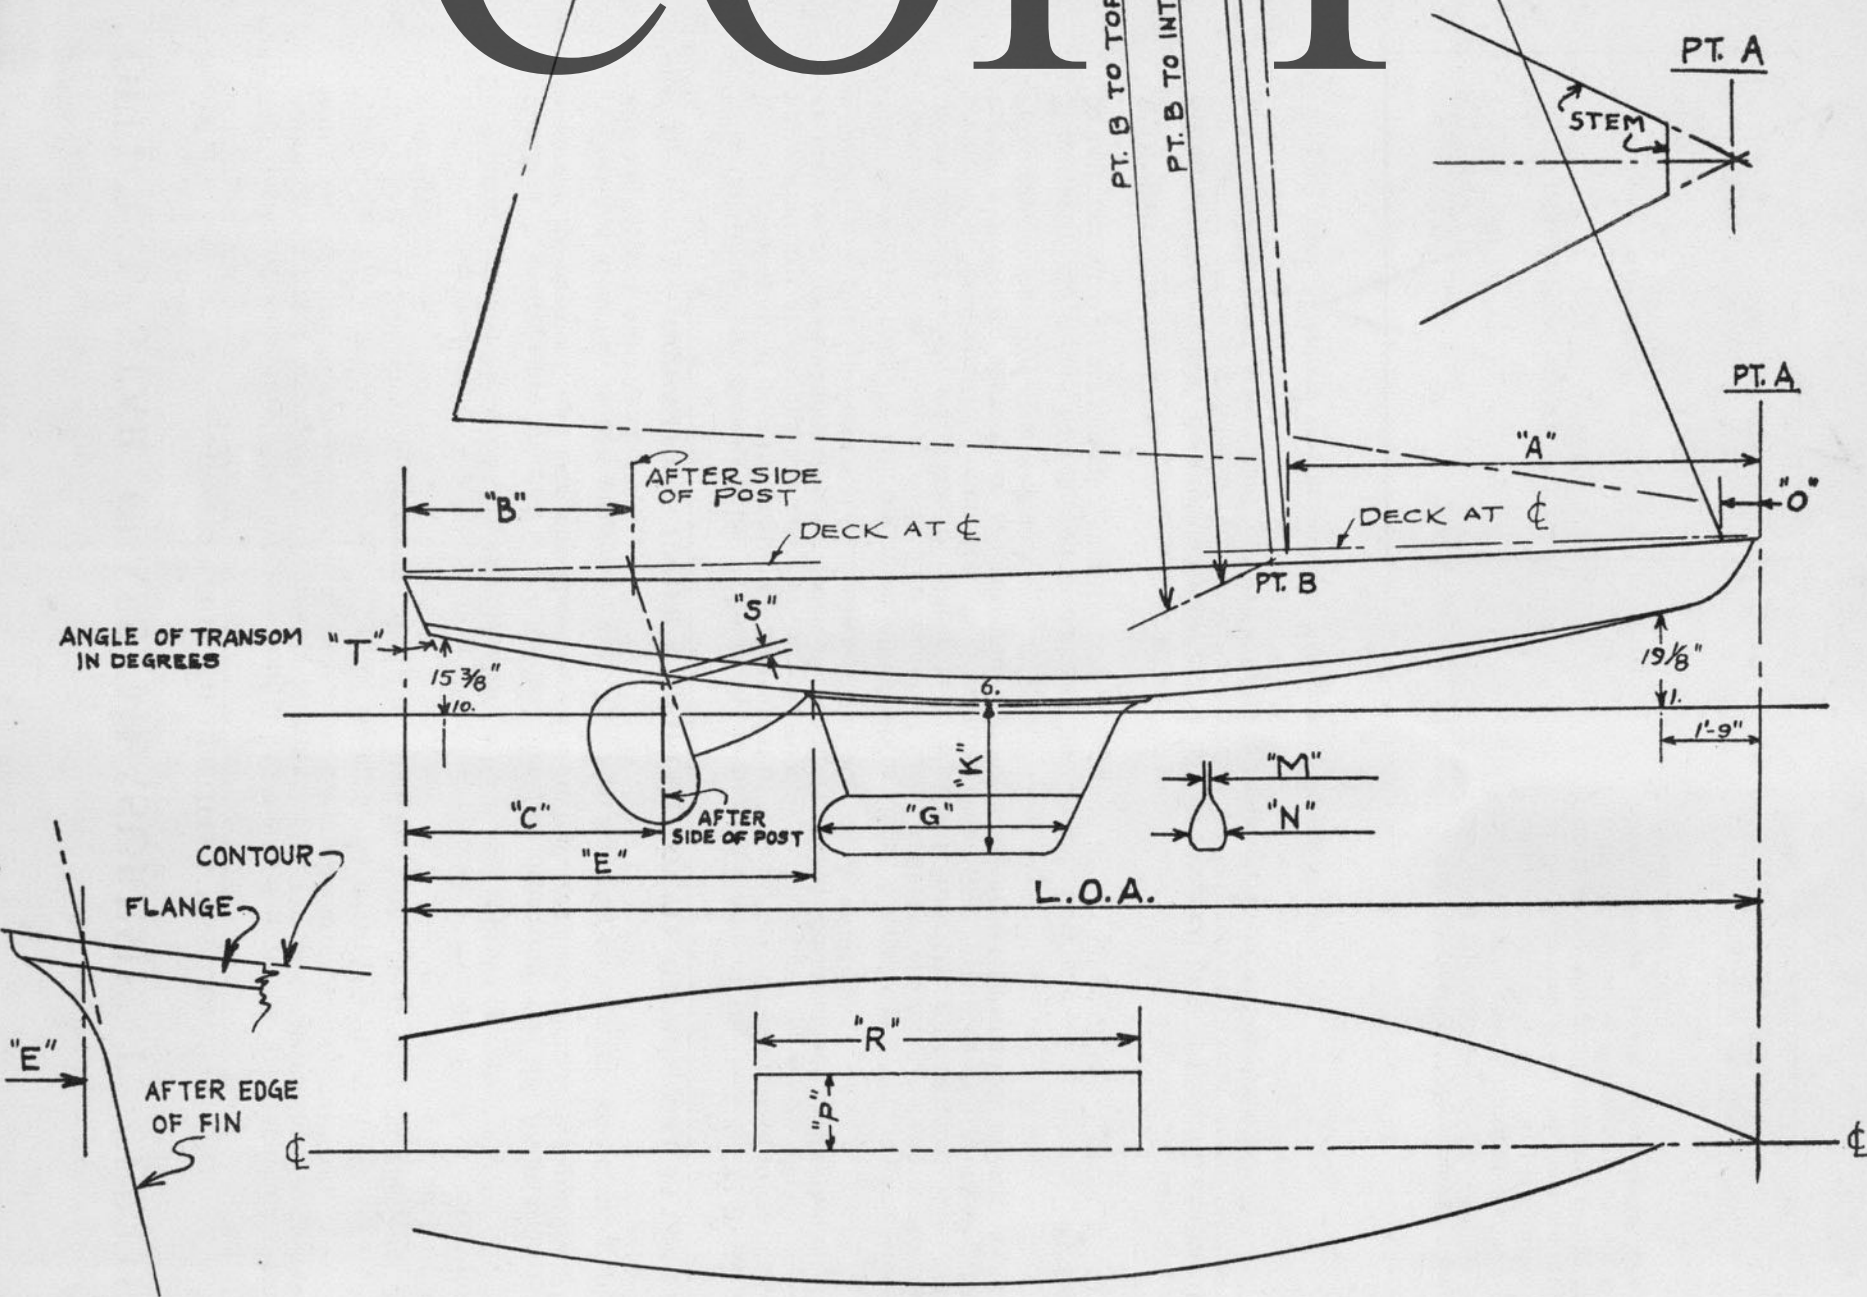 COPY
PT. B TO TOP
PT. B TO INT
PT. A
STEM
PT. A
"A"
"O"
AFTER SIDE
OF POST
"B"
DECK AT ℄
DECK AT ℄
PT. B
"S"
ANGLE OF TRANSOM
IN DEGREES
"T"
15 3/8"
10.
6.
19 1/8"
1.
1'-9"
"K"
"M"
"G"
"N"
"C"
AFTER
SIDE OF POST
"E"
L.O.A.
CONTOUR
FLANGE
"R"
"E"
AFTER EDGE
OF FIN
"P"
℄
℄